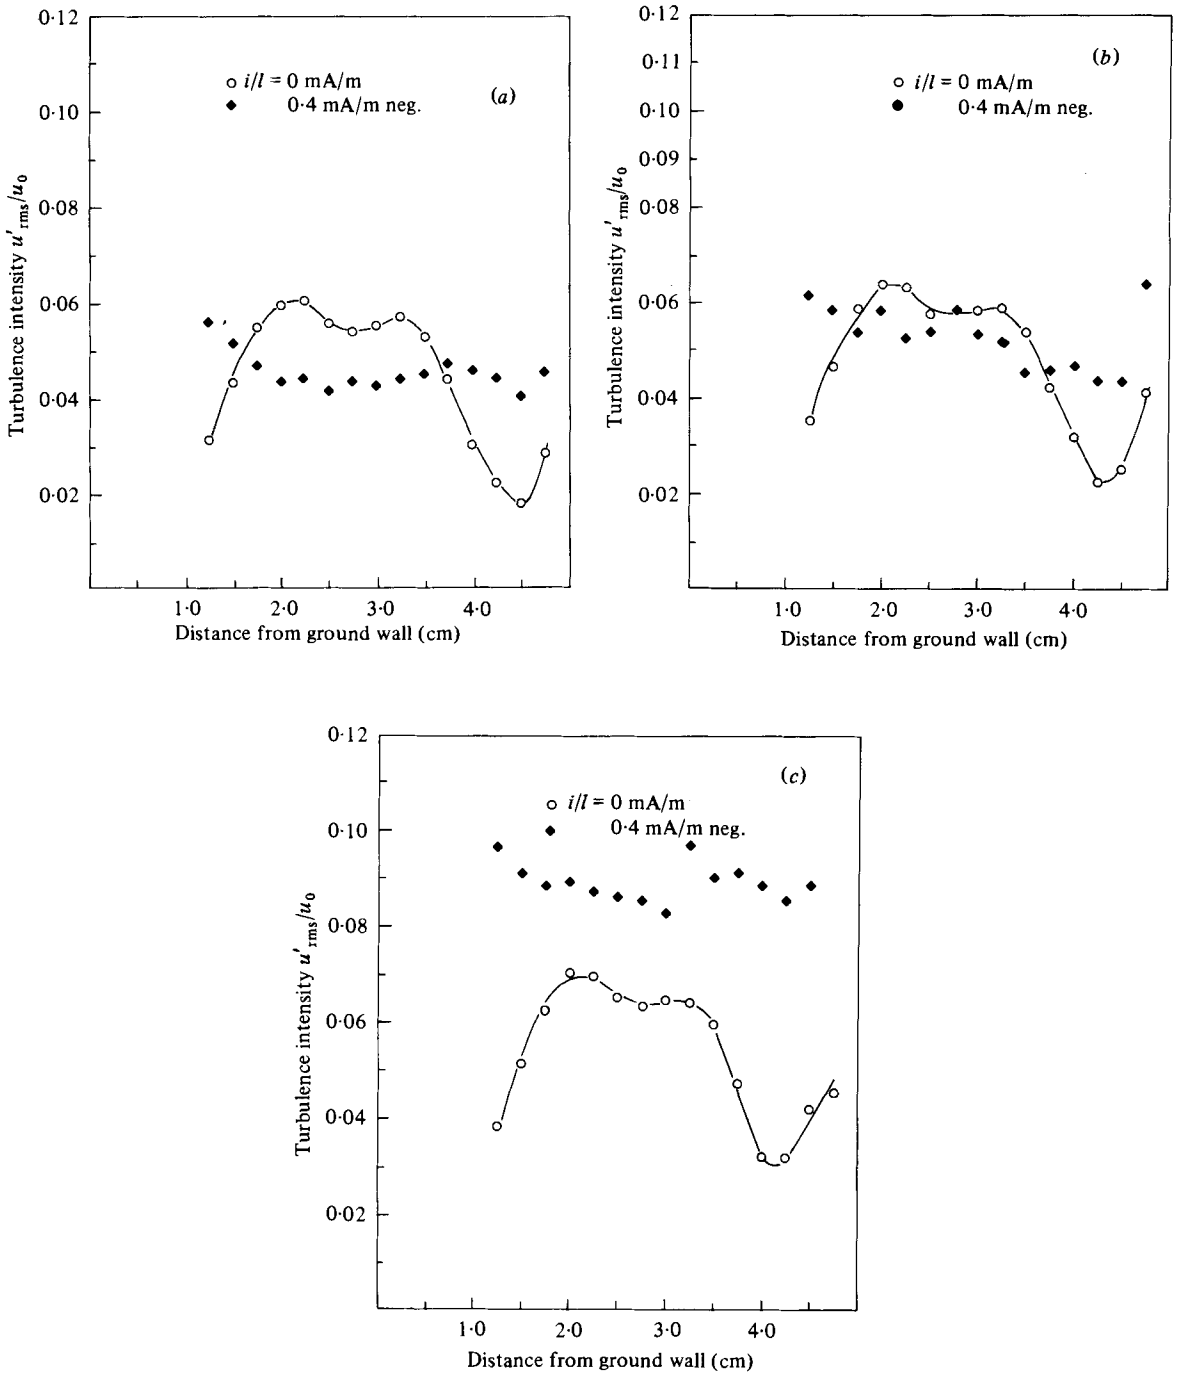 0·12
0·10
0·08
0·06
0·04
0·02
Turbulence intensity u'rms/u0
i/l = 0 mA/m
0·4 mA/m neg.
(a)
1·0 2·0 3·0 4·0
Distance from ground wall (cm)
0·12
0·11
0·10
0·09
0·08
0·06
0·04
0·02
Turbulence intensity u'rms/u0
(b)
i/l = 0 mA/m
0·4 mA/m neg.
1·0 2·0 3·0 4·0
Distance from ground wall (cm)
0·12
0·10
0·08
0·06
0·04
0·02
Turbulence intensity u'rms/u0
(c)
i/l = 0 mA/m
0·4 mA/m neg.
1·0 2·0 3·0 4·0
Distance from ground wall (cm)